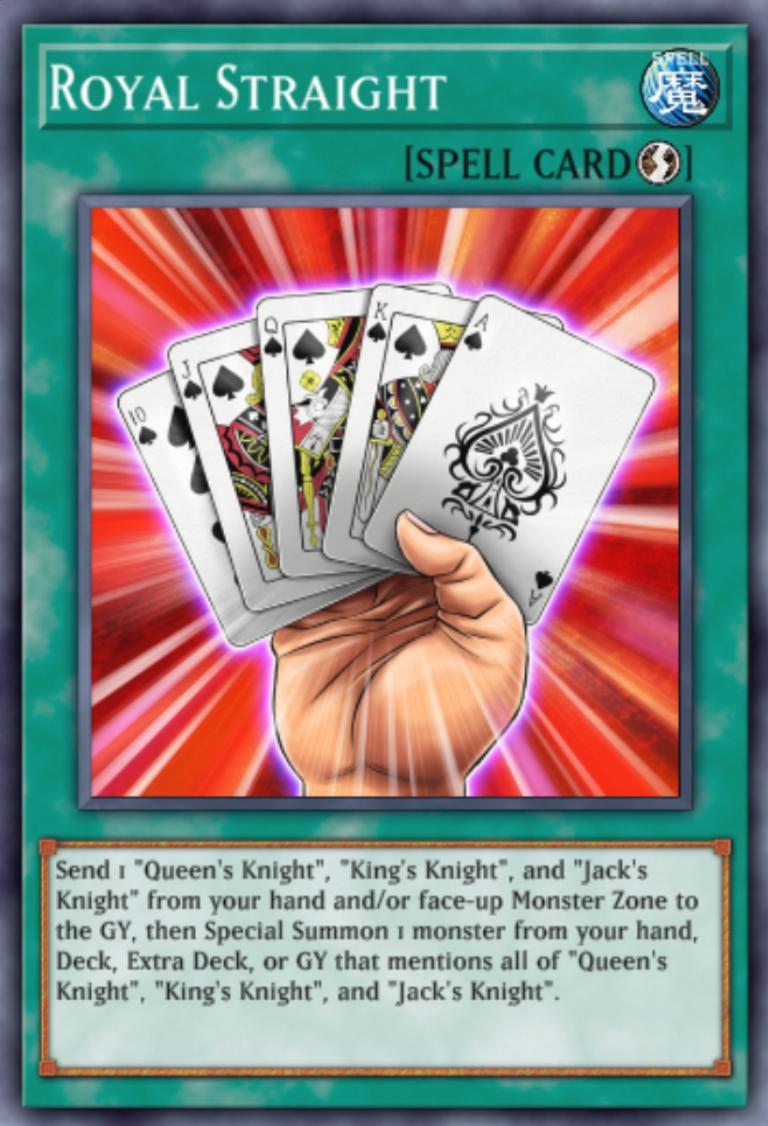 Royal Straight
SPELL
魔
[SPELL CARD]
10
J
Q
K
A
A
Send 1 "Queen's Knight", "King's Knight", and "Jack's
Knight" from your hand and/or face-up Monster Zone to
the GY, then Special Summon 1 monster from your hand,
Deck, Extra Deck, or GY that mentions all of "Queen's
Knight", "King's Knight", and "Jack's Knight".